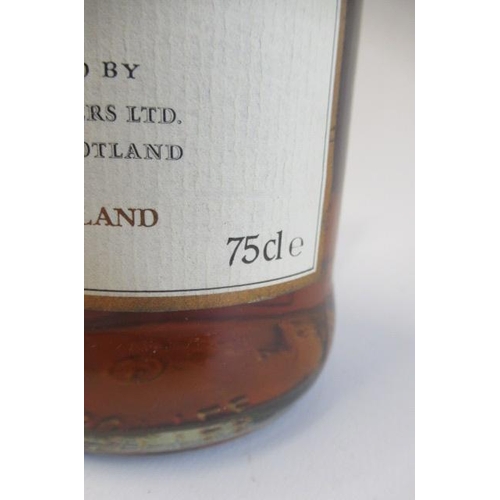 D BY
ERS LTD.
OTLAND
LAND
75cl e